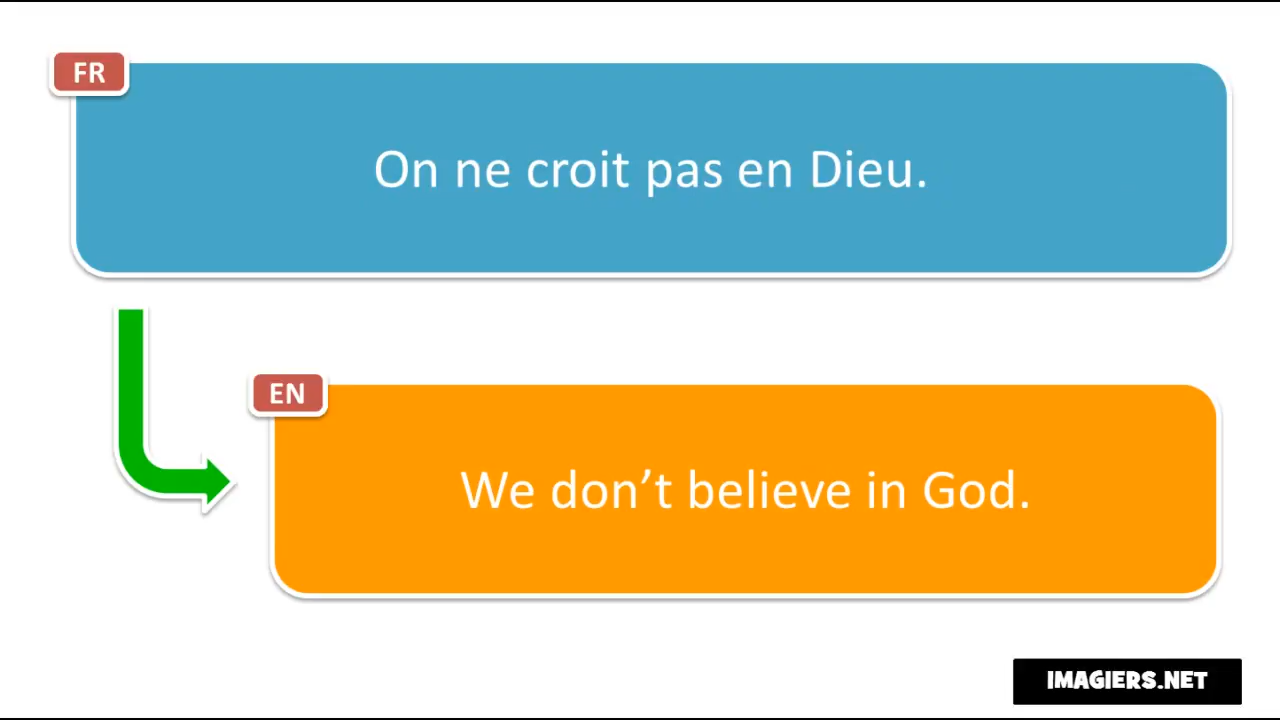 FR
On ne croit pas en Dieu.
EN
We don’t believe in God.
IMAGIERS.NET